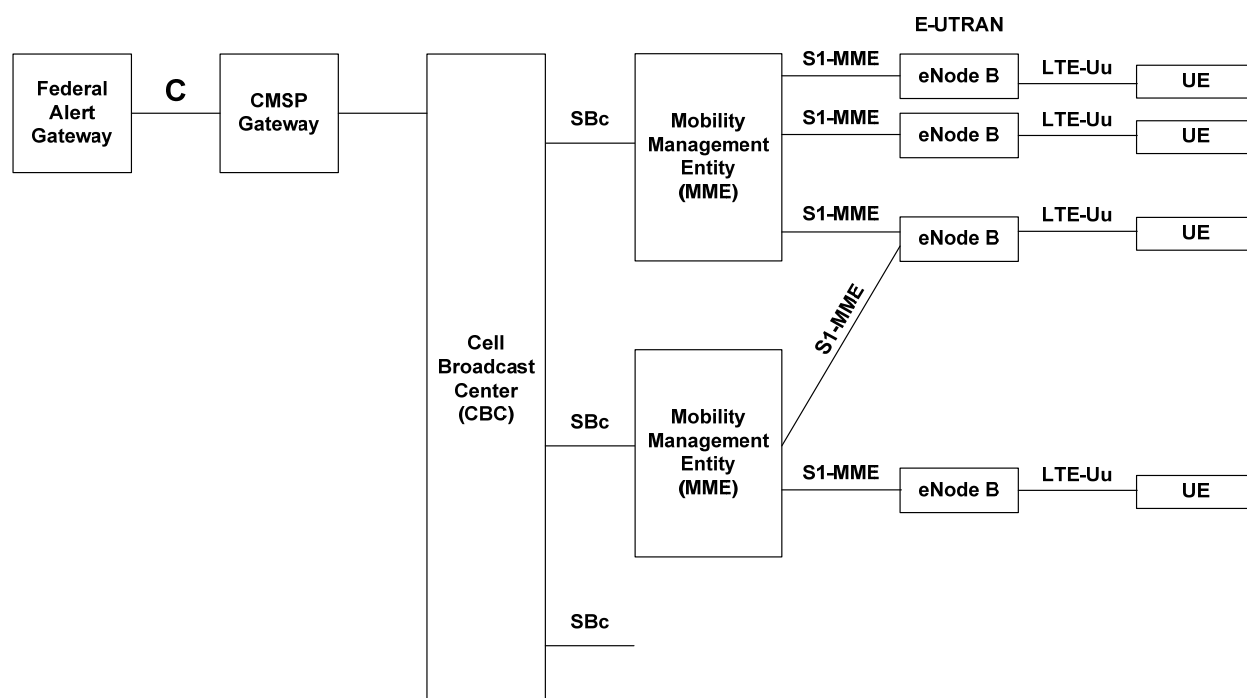 E-UTRAN
Federal
Alert
Gateway
C
CMSP
Gateway
Cell
Broadcast
Center
(CBC)
SBc
Mobility
Management
Entity
(MME)
S1-MME
eNode B
LTE-Uu
UE
S1-MME
eNode B
LTE-Uu
UE
S1-MME
eNode B
LTE-Uu
UE
S1-MME
SBc
Mobility
Management
Entity
(MME)
S1-MME
eNode B
LTE-Uu
UE
SBc